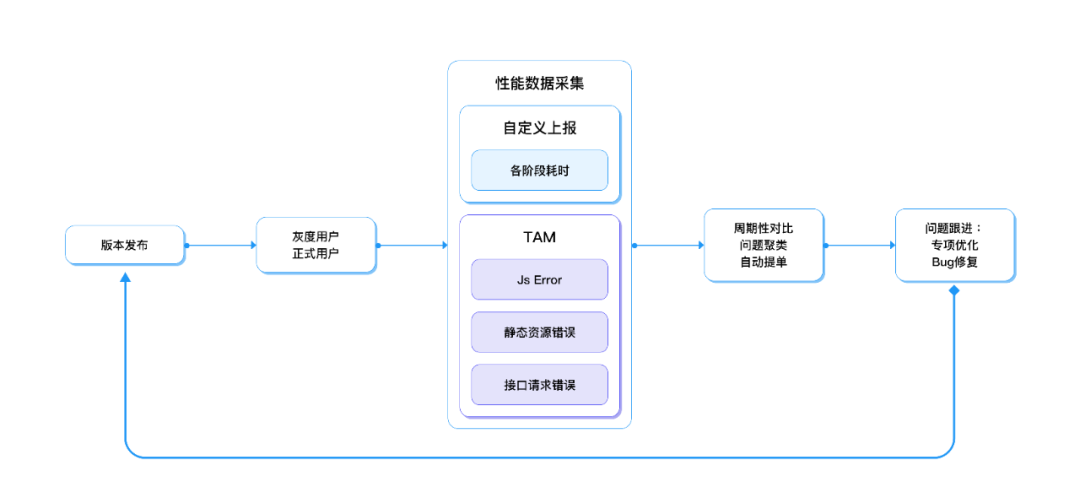 版本发布
灰度用户
正式用户
性能数据采集
自定义上报
各阶段耗时
TAM
Js Error
静态资源错误
接口请求错误
周期性对比
问题聚类
自动提单
问题跟进：
专项优化
Bug修复